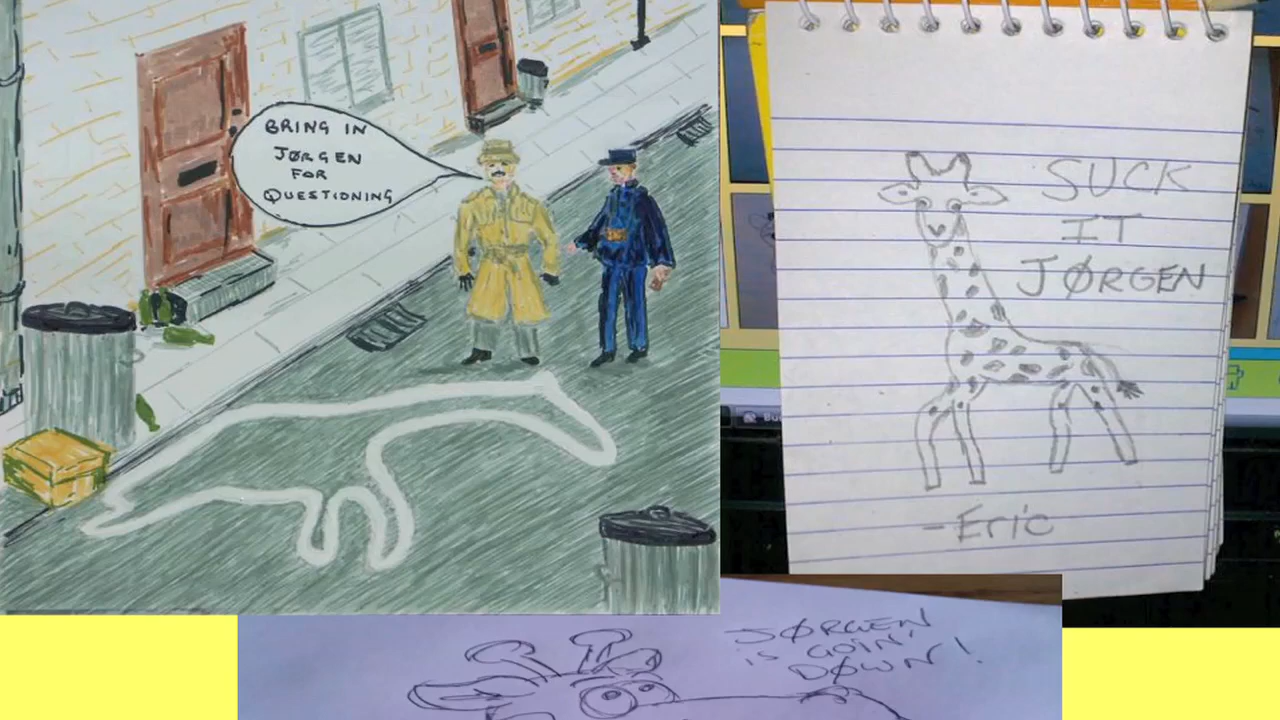 BRING IN
JØRGEN
FOR
QUESTIONING
SUCK
IT
JØRGEN
-Eric
JØRGEN
is GOIN'
DØWN!